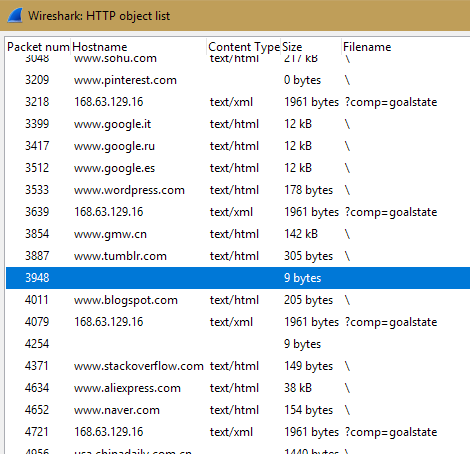 Wireshark: HTTP object list
Packet num Hostname Content Type Size Filename
3048 www.sohu.com text/html 217 kB \
3209 www.pinterest.com 0 bytes \
3218 168.63.129.16 text/xml 1961 bytes ?comp=goalstate
3399 www.google.it text/html 12 kB \
3417 www.google.ru text/html 12 kB \
3512 www.google.es text/html 12 kB \
3533 www.wordpress.com text/html 178 bytes \
3639 168.63.129.16 text/xml 1961 bytes ?comp=goalstate
3854 www.gmw.cn text/html 142 kB \
3887 www.tumblr.com text/html 305 bytes \
3948 9 bytes
4011 www.blogspot.com text/html 205 bytes \
4079 168.63.129.16 text/xml 1961 bytes ?comp=goalstate
4254 9 bytes
4371 www.stackoverflow.com text/html 149 bytes \
4634 www.aliexpress.com text/html 38 kB \
4652 www.naver.com text/html 154 bytes \
4721 168.63.129.16 text/xml 1961 bytes ?comp=goalstate
4956 usa.chinadaily.com.cn 1440 bytes \